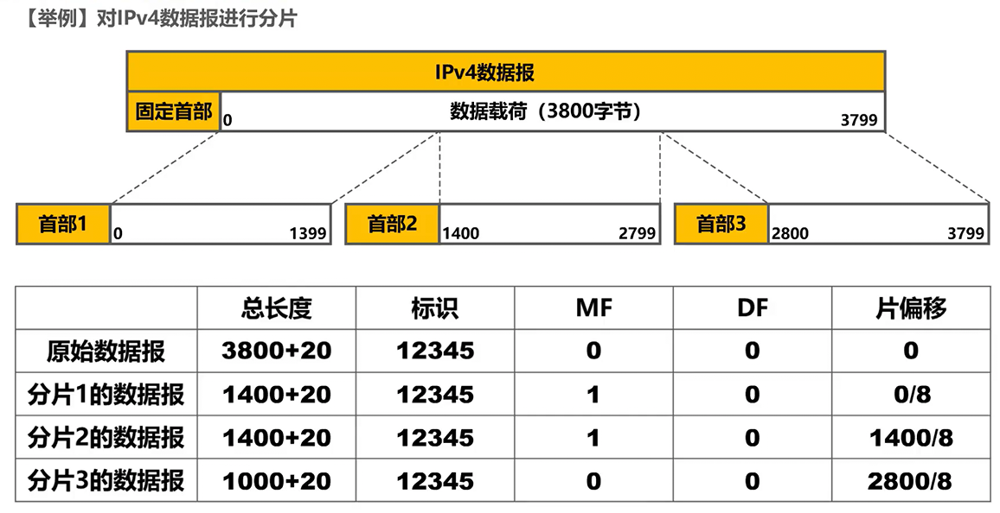 【举例】对IPv4数据报进行分片
IPv4数据报
固定首部 0 数据载荷（3800字节） 3799
首部1 0 1399 首部2 1400 2799 首部3 2800 3799
总长度 标识 MF DF 片偏移
原始数据报 3800+20 12345 0 0 0
分片1的数据报 1400+20 12345 1 0 0/8
分片2的数据报 1400+20 12345 1 0 1400/8
分片3的数据报 1000+20 12345 0 0 2800/8